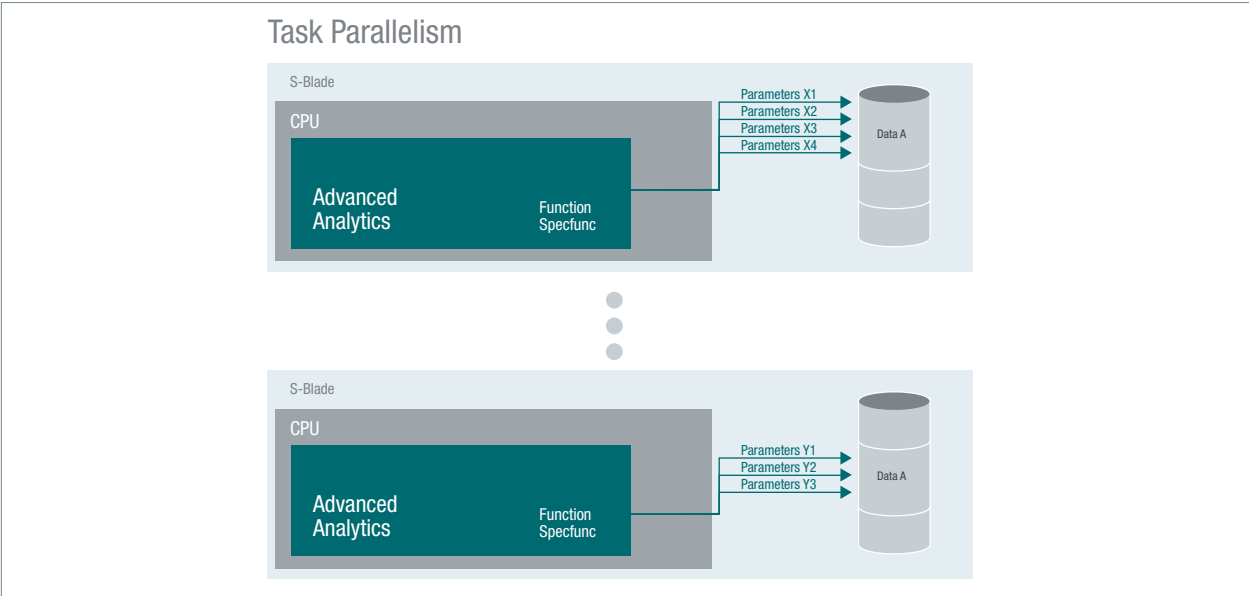 Task Parallelism
S-Blade
CPU
Advanced
Analytics
Function
Specfunc
Parameters X1
Parameters X2
Parameters X3
Parameters X4
Data A
S-Blade
CPU
Advanced
Analytics
Function
Specfunc
Parameters Y1
Parameters Y2
Parameters Y3
Data A